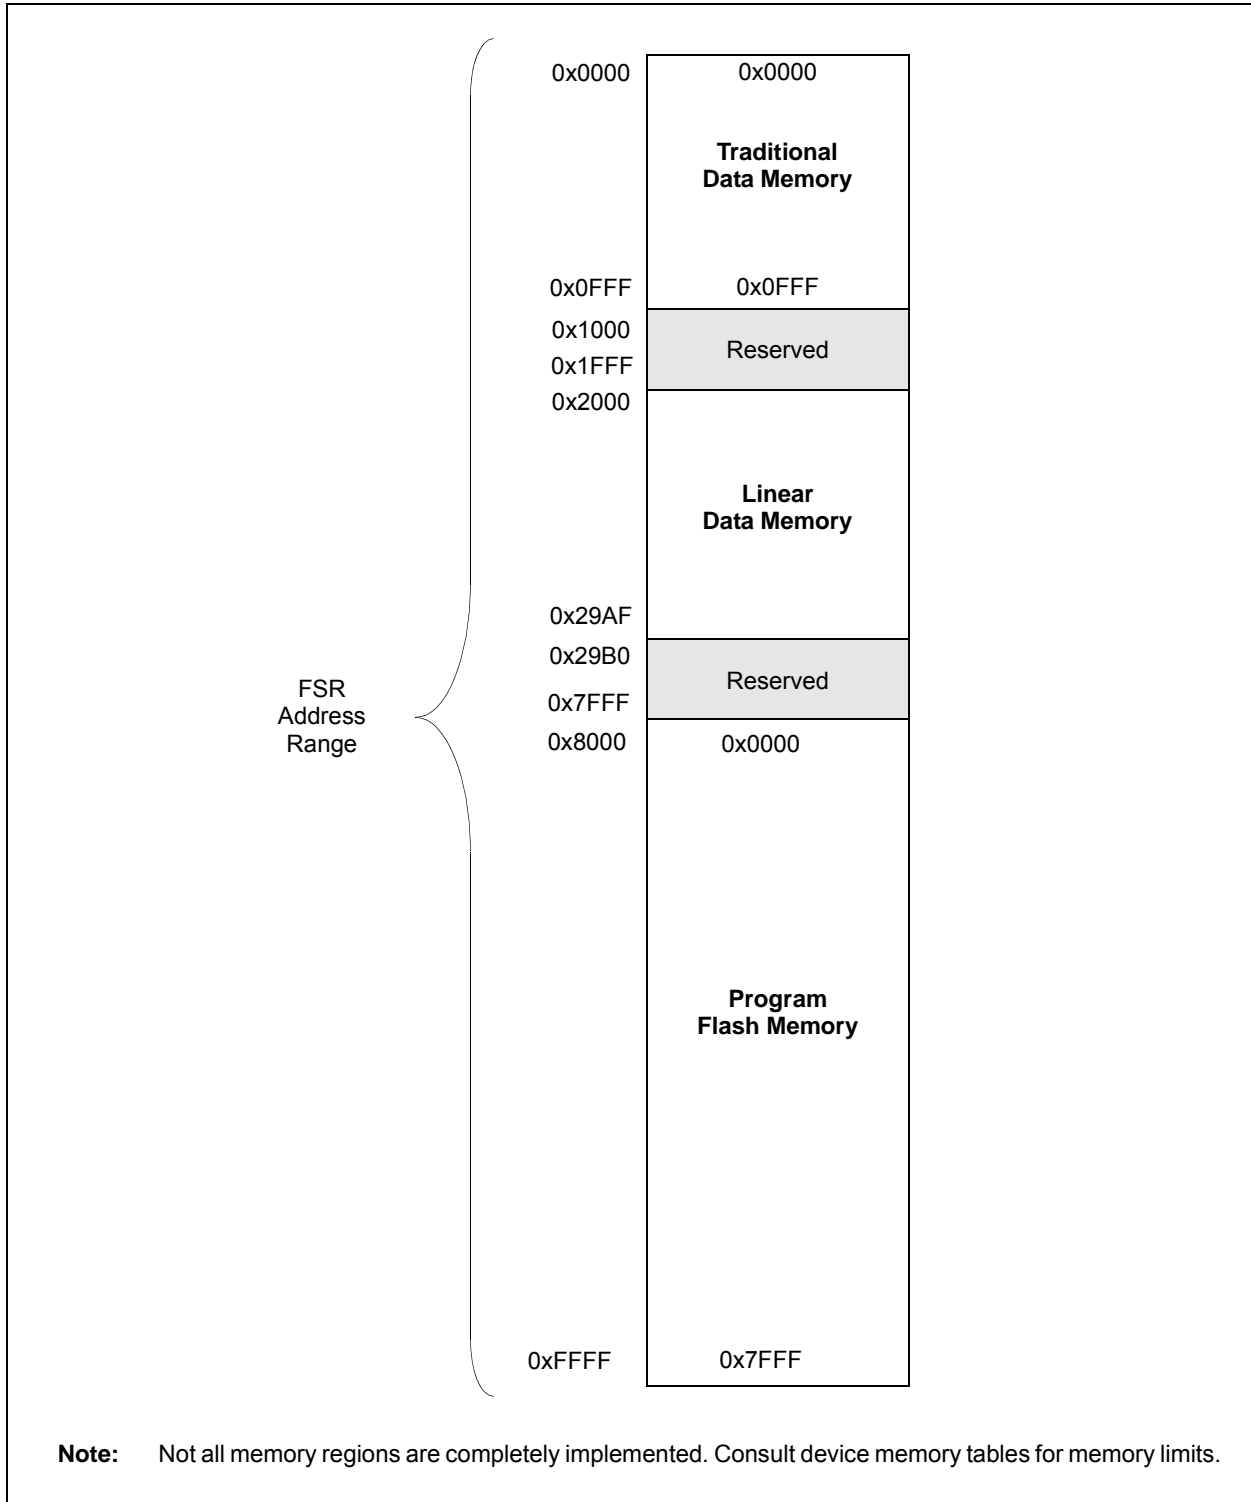 0x0000 0x0000
Traditional
Data Memory
0x0FFF 0x0FFF
0x1000
Reserved
0x1FFF
0x2000
Linear
Data Memory
0x29AF
0x29B0
Reserved
0x7FFF
FSR
Address
Range
0x8000 0x0000
Program
Flash Memory
0xFFFF 0x7FFF
Note: Not all memory regions are completely implemented. Consult device memory tables for memory limits.